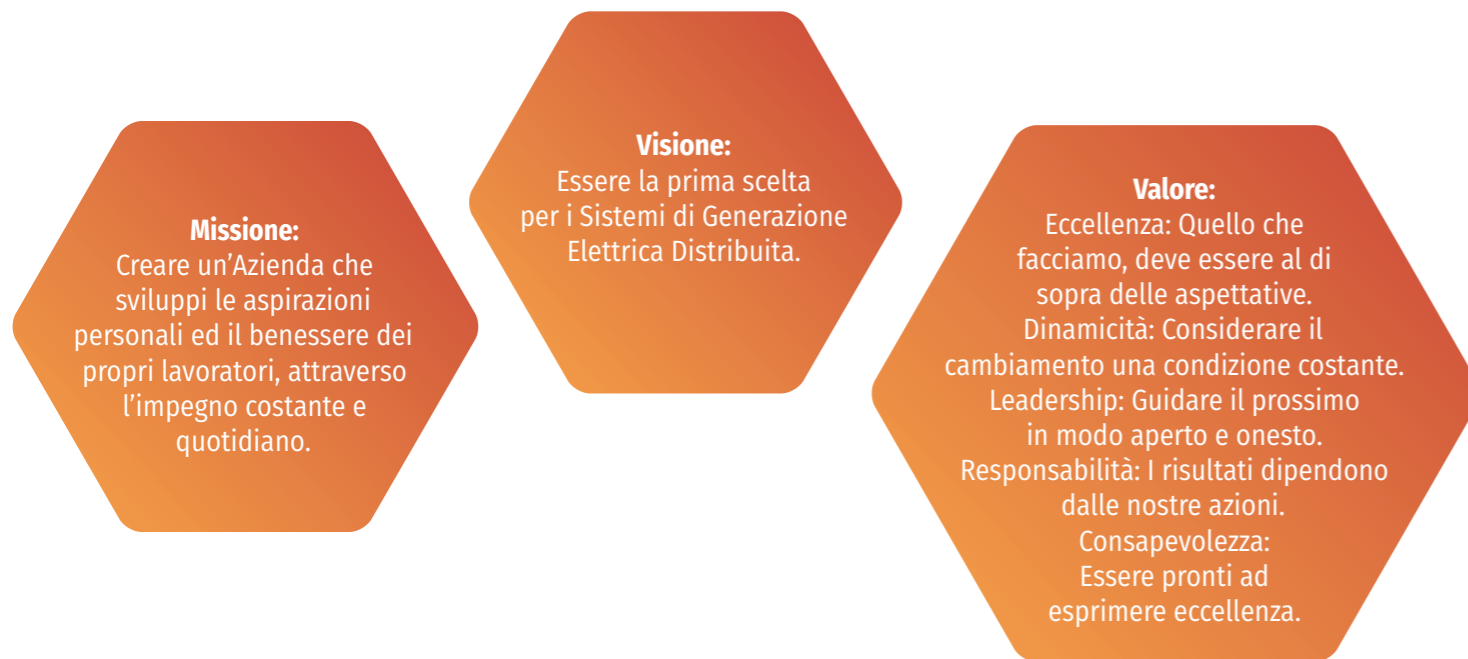 Missione:
Creare un’Azienda che
sviluppi le aspirazioni
personali ed il benessere dei
propri lavoratori, attraverso
l’impegno costante e
quotidiano.
Visione:
Essere la prima scelta
per i Sistemi di Generazione
Elettrica Distribuita.
Valore:
Eccellenza: Quello che
facciamo, deve essere al di
sopra delle aspettative.
Dinamicità: Considerare il
cambiamento una condizione costante.
Leadership: Guidare il prossimo
in modo aperto e onesto.
Responsabilità: I risultati dipendono
dalle nostre azioni.
Consapevolezza:
Essere pronti ad
esprimere eccellenza.